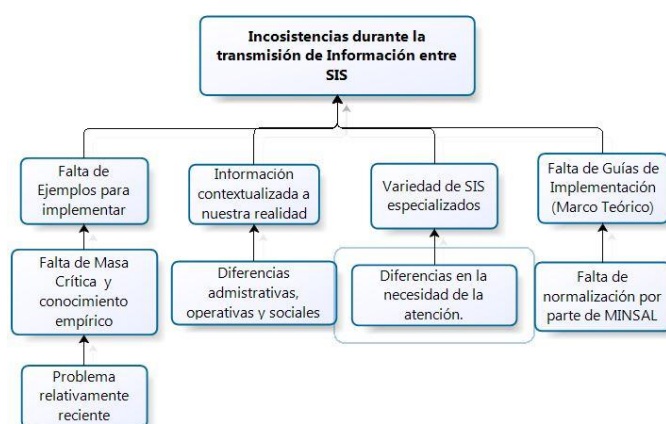 Incosistencias durante la
transmisión de Información entre
SIS
Falta de
Ejemplos para
implementar
Información
contextualizada a
nuestra realidad
Variedad de SIS
especializados
Falta de Guías de
Implementación
(Marco Teórico)
Falta de Masa
Crítica y
conocimiento
empírico
Diferencias
admistrativas,
operativas y sociales
Diferencias en la
necesidad de la
atención.
Falta de
normalización por
parte de MINSAL
Problema
relativamente
reciente